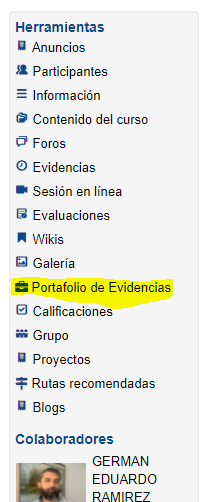 Herramientas
Anuncios
Participantes
Información
Contenido del curso
Foros
Evidencias
Sesión en línea
Evaluaciones
Wikis
Galería
Portafolio de Evidencias
Calificaciones
Grupo
Proyectos
Rutas recomendadas
Blogs
Colaboradores
GERMAN
EDUARDO
RAMIREZ